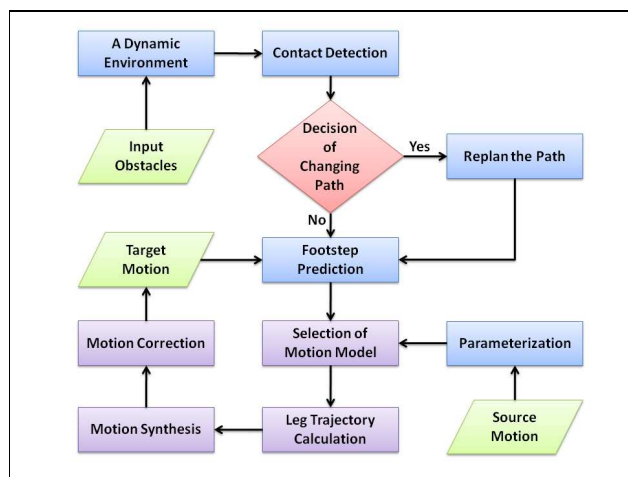 A Dynamic
Environment
Contact Detection
Input
Obstacles
Decision
of
Changing
Path
Yes
Replan the Path
No
Target
Motion
Footstep
Prediction
Motion Correction
Selection of
Motion Model
Parameterization
Motion Synthesis
Leg Trajectory
Calculation
Source
Motion